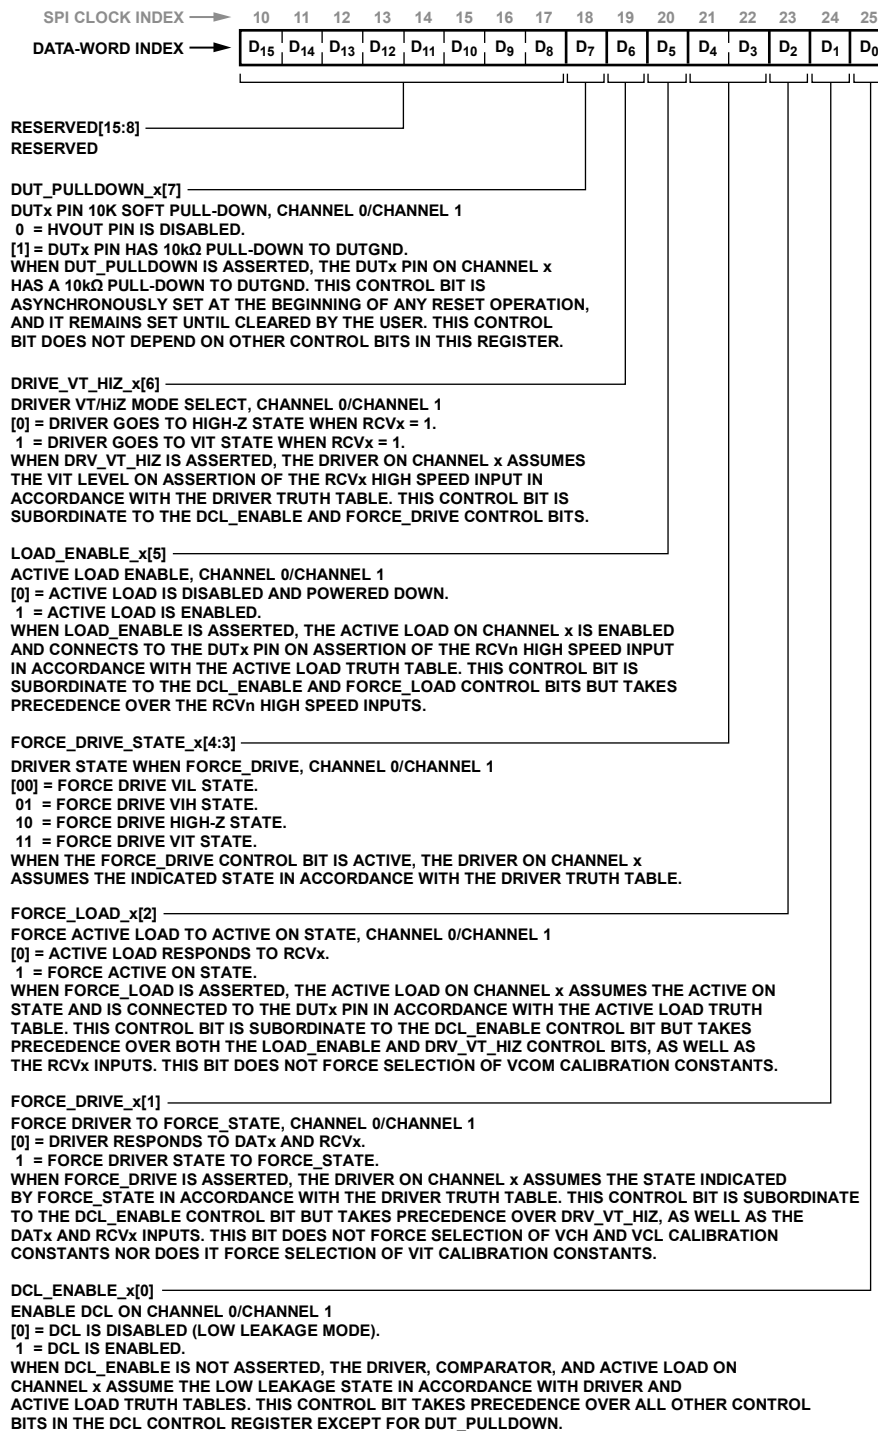 SPI CLOCK INDEX 10 11 12 13 14 15 16 17 18 19 20 21 22 23 24 25
DATA-WORD INDEX D15 D14 D13 D12 D11 D10 D9 D8 D7 D6 D5 D4 D3 D2 D1 D0
RESERVED[15:8]
RESERVED
DUT_PULLDOWN_x[7]
DUTx PIN 10K SOFT PULL-DOWN, CHANNEL 0/CHANNEL 1
0 = HVOUT PIN IS DISABLED.
[1] = DUTx PIN HAS 10kΩ PULL-DOWN TO DUTGND.
WHEN DUT_PULLDOWN IS ASSERTED, THE DUTx PIN ON CHANNEL x
HAS A 10kΩ PULL-DOWN TO DUTGND. THIS CONTROL BIT IS
ASYNCHRONOUSLY SET AT THE BEGINNING OF ANY RESET OPERATION,
AND IT REMAINS SET UNTIL CLEARED BY THE USER. THIS CONTROL
BIT DOES NOT DEPEND ON OTHER CONTROL BITS IN THIS REGISTER.
DRIVE_VT_HIZ_x[6]
DRIVER VT/HiZ MODE SELECT, CHANNEL 0/CHANNEL 1
[0] = DRIVER GOES TO HIGH-Z STATE WHEN RCVx = 1.
1 = DRIVER GOES TO VIT STATE WHEN RCVx = 1.
WHEN DRV_VT_HIZ IS ASSERTED, THE DRIVER ON CHANNEL x ASSUMES
THE VIT LEVEL ON ASSERTION OF THE RCVx HIGH SPEED INPUT IN
ACCORDANCE WITH THE DRIVER TRUTH TABLE. THIS CONTROL BIT IS
SUBORDINATE TO THE DCL_ENABLE AND FORCE_DRIVE CONTROL BITS.
LOAD_ENABLE_x[5]
ACTIVE LOAD ENABLE, CHANNEL 0/CHANNEL 1
[0] = ACTIVE LOAD IS DISABLED AND POWERED DOWN.
1 = ACTIVE LOAD IS ENABLED.
WHEN LOAD_ENABLE IS ASSERTED, THE ACTIVE LOAD ON CHANNEL x IS ENABLED
AND CONNECTS TO THE DUTx PIN ON ASSERTION OF THE RCVn HIGH SPEED INPUT
IN ACCORDANCE WITH THE ACTIVE LOAD TRUTH TABLE. THIS CONTROL BIT IS
SUBORDINATE TO THE DCL_ENABLE AND FORCE_LOAD CONTROL BITS BUT TAKES
PRECEDENCE OVER THE RCVn HIGH SPEED INPUTS.
FORCE_DRIVE_STATE_x[4:3]
DRIVER STATE WHEN FORCE_DRIVE, CHANNEL 0/CHANNEL 1
[00] = FORCE DRIVE VIL STATE.
01 = FORCE DRIVE VIH STATE.
10 = FORCE DRIVE HIGH-Z STATE.
11 = FORCE DRIVE VIT STATE.
WHEN THE FORCE_DRIVE CONTROL BIT IS ACTIVE, THE DRIVER ON CHANNEL x
ASSUMES THE INDICATED STATE IN ACCORDANCE WITH THE DRIVER TRUTH TABLE.
FORCE_LOAD_x[2]
FORCE ACTIVE LOAD TO ACTIVE ON STATE, CHANNEL 0/CHANNEL 1
[0] = ACTIVE LOAD RESPONDS TO RCVx.
1 = FORCE ACTIVE ON STATE.
WHEN FORCE_LOAD IS ASSERTED, THE ACTIVE LOAD ON CHANNEL x ASSUMES THE ACTIVE ON
STATE AND IS CONNECTED TO THE DUTx PIN IN ACCORDANCE WITH THE ACTIVE LOAD TRUTH
TABLE. THIS CONTROL BIT IS SUBORDINATE TO THE DCL_ENABLE CONTROL BIT BUT TAKES
PRECEDENCE OVER BOTH THE LOAD_ENABLE AND DRV_VT_HIZ CONTROL BITS, AS WELL AS
THE RCVx INPUTS. THIS BIT DOES NOT FORCE SELECTION OF VCOM CALIBRATION CONSTANTS.
FORCE_DRIVE_x[1]
FORCE DRIVER TO FORCE_STATE, CHANNEL 0/CHANNEL 1
[0] = DRIVER RESPONDS TO DATx AND RCVx.
1 = FORCE DRIVER STATE TO FORCE_STATE.
WHEN FORCE_DRIVE IS ASSERTED, THE DRIVER ON CHANNEL x ASSUMES THE STATE INDICATED
BY FORCE_STATE IN ACCORDANCE WITH THE DRIVER TRUTH TABLE. THIS CONTROL BIT IS SUBORDINATE
TO THE DCL_ENABLE CONTROL BIT BUT TAKES PRECEDENCE OVER DRV_VT_HIZ, AS WELL AS THE
DATx AND RCVx INPUTS. THIS BIT DOES NOT FORCE SELECTION OF VCH AND VCL CALIBRATION
CONSTANTS NOR DOES IT FORCE SELECTION OF VIT CALIBRATION CONSTANTS.
DCL_ENABLE_x[0]
ENABLE DCL ON CHANNEL 0/CHANNEL 1
[0] = DCL IS DISABLED (LOW LEAKAGE MODE).
1 = DCL IS ENABLED.
WHEN DCL_ENABLE IS NOT ASSERTED, THE DRIVER, COMPARATOR, AND ACTIVE LOAD ON
CHANNEL x ASSUME THE LOW LEAKAGE STATE IN ACCORDANCE WITH DRIVER AND
ACTIVE LOAD TRUTH TABLES. THIS CONTROL BIT TAKES PRECEDENCE OVER ALL OTHER CONTROL
BITS IN THE DCL CONTROL REGISTER EXCEPT FOR DUT_PULLDOWN.